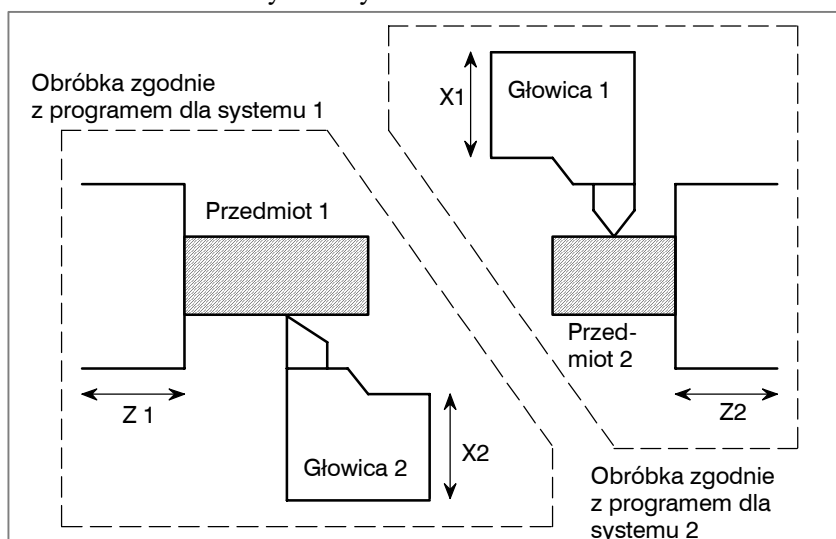 Obróbka zgodnie
z programem dla systemu 1
X1
Głowica 1
Przedmiot 1
Przed-
miot 2
Z 1
Z2
Głowica 2
X2
Obróbka zgodnie
z programem dla
systemu 2